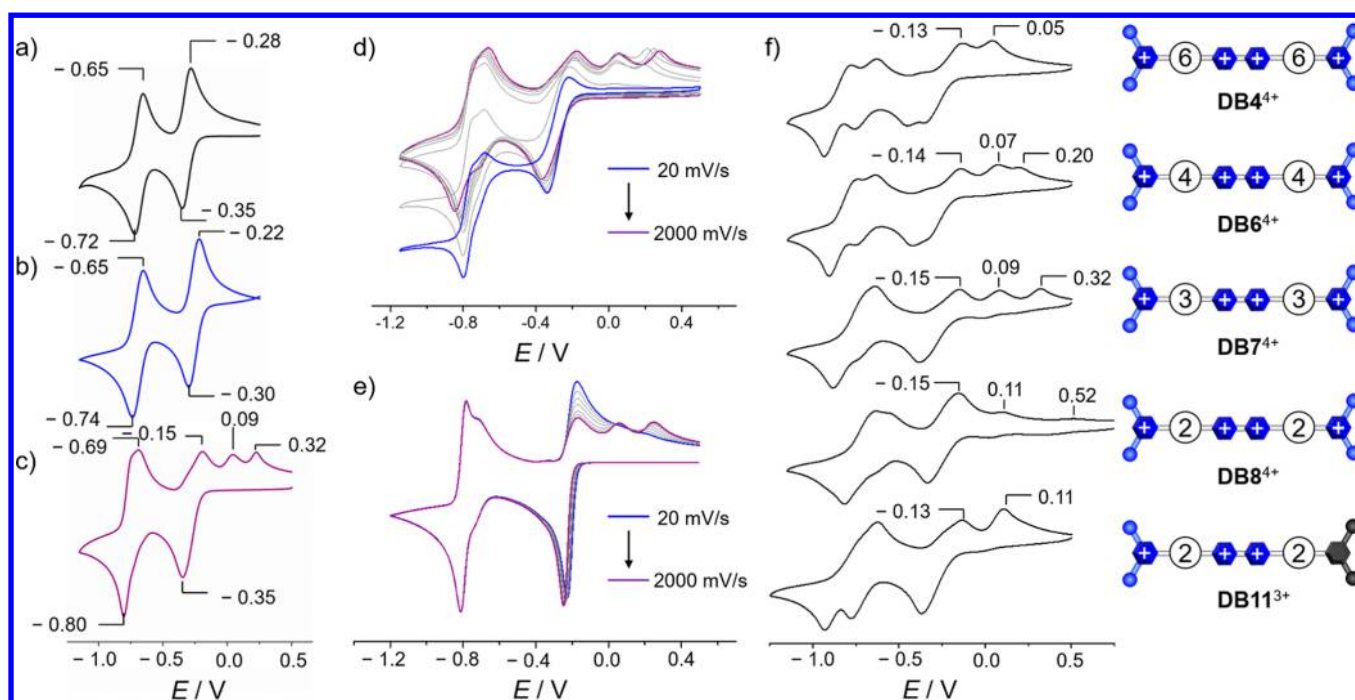 a)
− 0.28
− 0.65
− 0.35
− 0.72
b)
− 0.22
− 0.65
− 0.30
− 0.74
c)
− 0.69
− 0.15
0.09
0.32
− 0.35
− 0.80
− 1.0
− 0.5
0.0
0.5
E / V
d)
20 mV/s
2000 mV/s
-1.2
-0.8
-0.4
0.0
0.4
E / V
e)
20 mV/s
2000 mV/s
− 1.2
− 0.8
− 0.4
0.0
0.4
E / V
f)
− 0.13
0.05
− 0.14
0.07
0.20
− 0.15
0.09
0.32
− 0.15
0.11
0.52
− 0.13
0.11
− 1.0
− 0.5
0.0
0.5
E / V
+ 6 + + 6 +
DB4⁴⁺
+ 4 + + 4 +
DB6⁴⁺
+ 3 + + 3 +
DB7⁴⁺
+ 2 + + 2 +
DB8⁴⁺
+ 2 + + 2
DB11³⁺